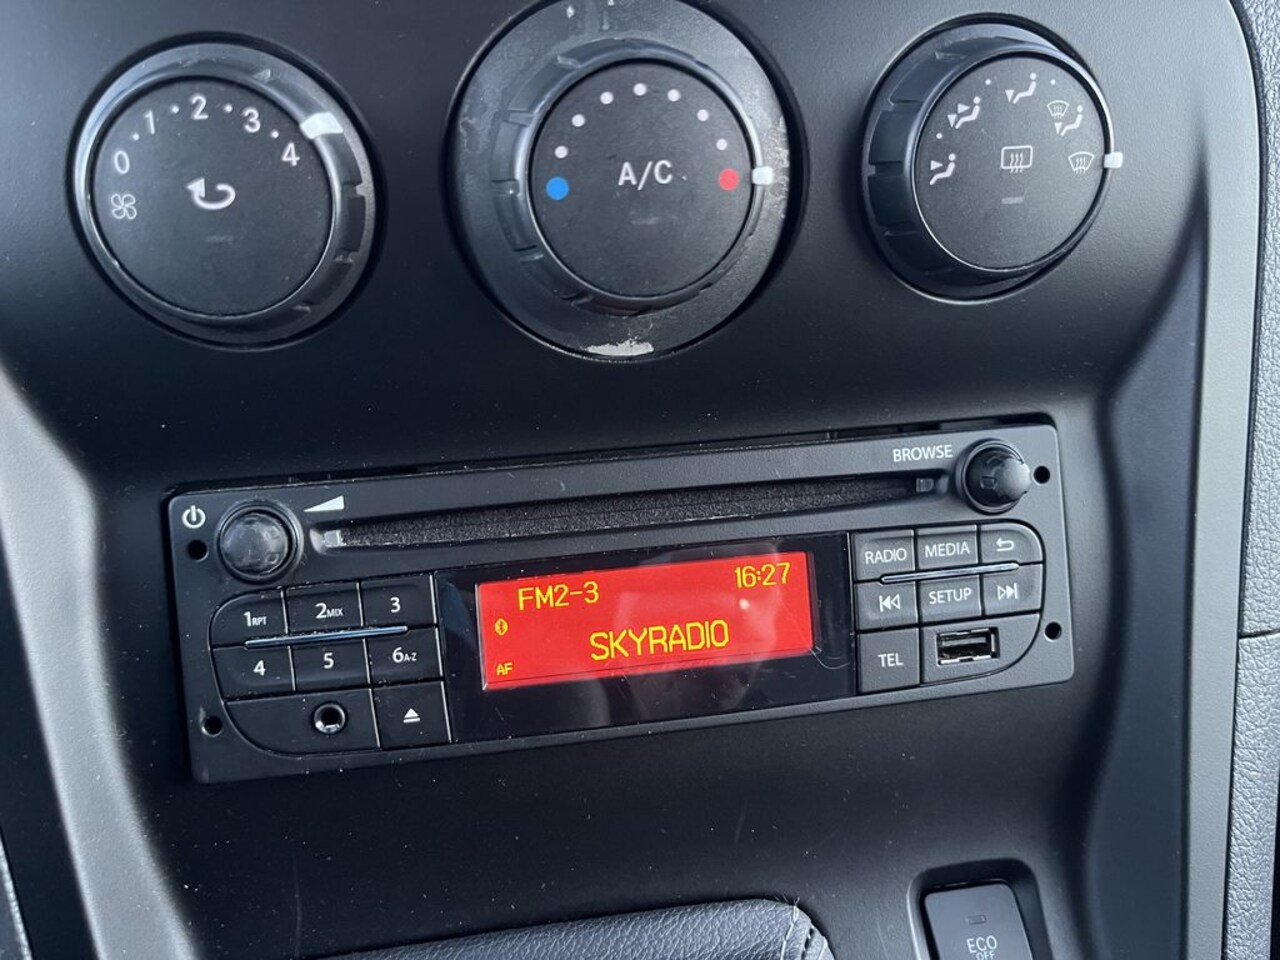 0 1 2 3 4
A/C
BROWSE
RADIO MEDIA
FM2-3 16:27
1RPT 2MIX 3
SETUP
SKYRADIO
4 5 6A-Z
TEL
AF
ECO
OFF